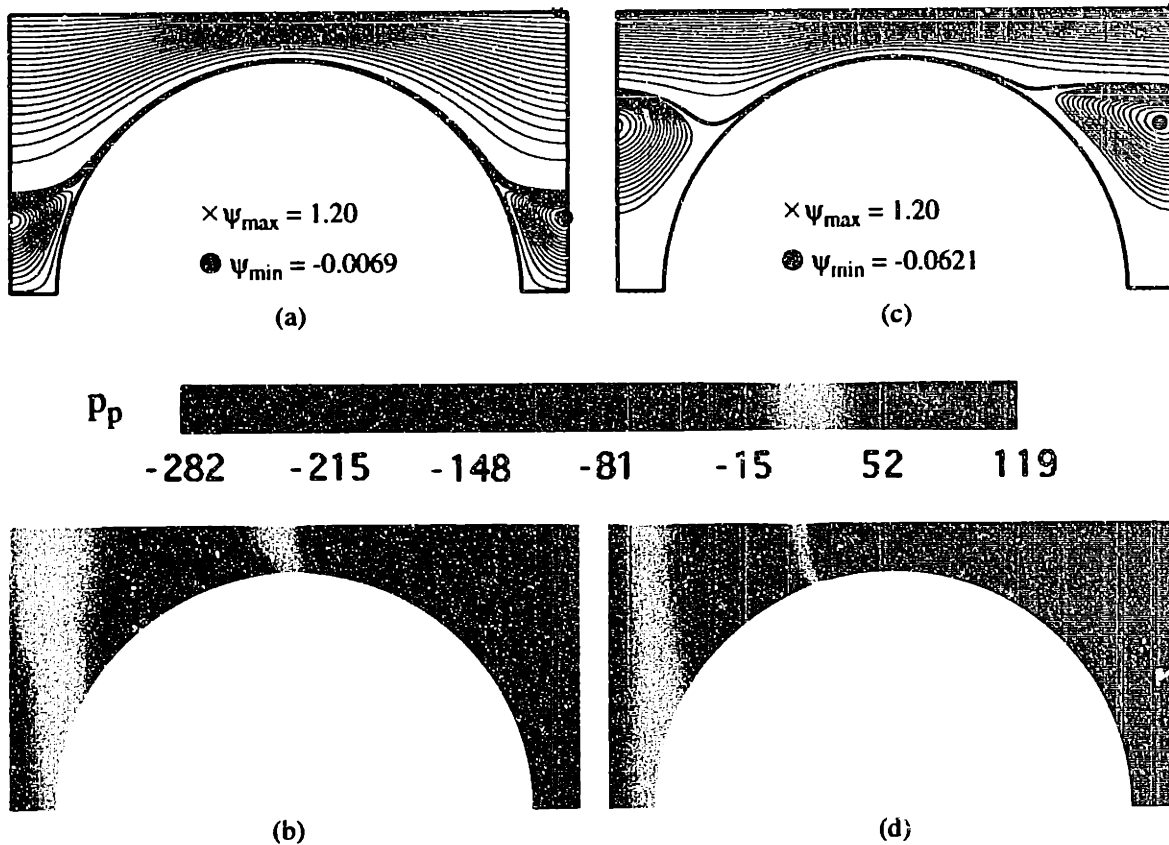 × ψmax = 1.20
ψmin = -0.0069
(a)
× ψmax = 1.20
ψmin = -0.0621
(c)
Pp
-282 -215 -148 -81 -15 52 119
(b)
(d)